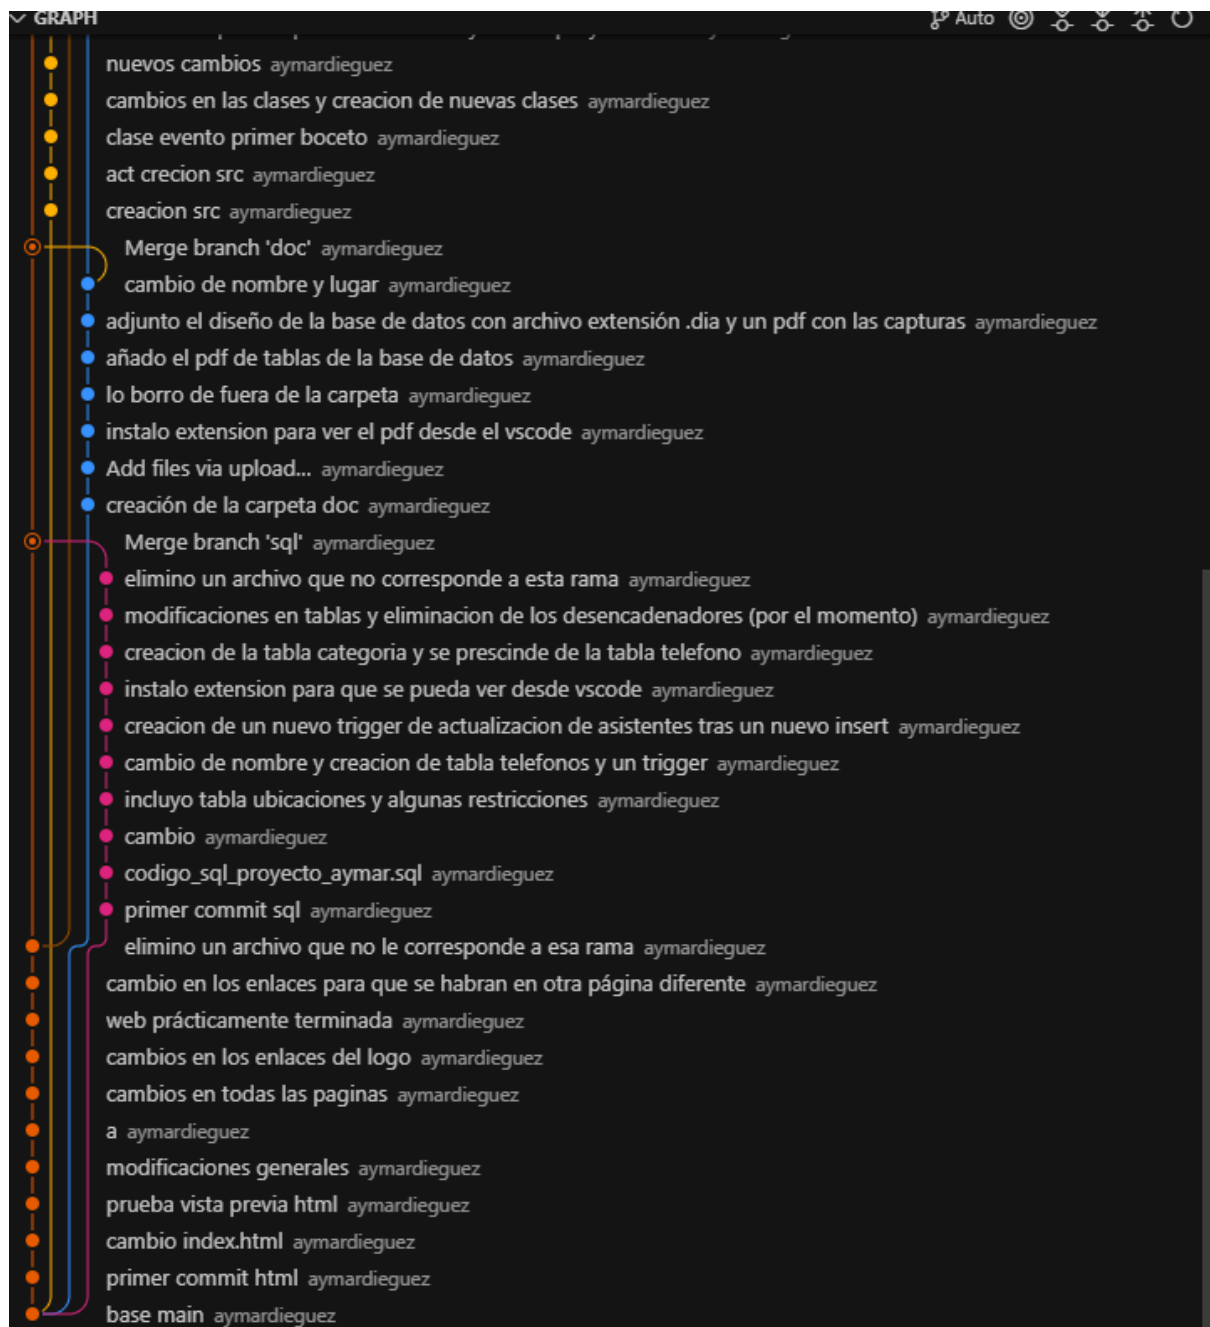 GRAPH Auto
nuevos cambios aymardieguez
cambios en las clases y creacion de nuevas clases aymardieguez
clase evento primer boceto aymardieguez
act crecion src aymardieguez
creacion src aymardieguez
Merge branch 'doc' aymardieguez
cambio de nombre y lugar aymardieguez
adjunto el diseño de la base de datos con archivo extensión .dia y un pdf con las capturas aymardieguez
añado el pdf de tablas de la base de datos aymardieguez
lo borro de fuera de la carpeta aymardieguez
instalo extension para ver el pdf desde el vscode aymardieguez
Add files via upload... aymardieguez
creación de la carpeta doc aymardieguez
Merge branch 'sql' aymardieguez
elimino un archivo que no corresponde a esta rama aymardieguez
modificaciones en tablas y eliminacion de los desencadenadores (por el momento) aymardieguez
creacion de la tabla categoria y se prescinde de la tabla telefono aymardieguez
instalo extension para que se pueda ver desde vscode aymardieguez
creacion de un nuevo trigger de actualizacion de asistentes tras un nuevo insert aymardieguez
cambio de nombre y creacion de tabla telefonos y un trigger aymardieguez
incluyo tabla ubicaciones y algunas restricciones aymardieguez
cambio aymardieguez
codigo_sql_proyecto_aymar.sql aymardieguez
primer commit sql aymardieguez
elimino un archivo que no le corresponde a esa rama aymardieguez
cambio en los enlaces para que se habran en otra página diferente aymardieguez
web prácticamente terminada aymardieguez
cambios en los enlaces del logo aymardieguez
cambios en todas las paginas aymardieguez
a aymardieguez
modificaciones generales aymardieguez
prueba vista previa html aymardieguez
cambio index.html aymardieguez
primer commit html aymardieguez
base main aymardieguez